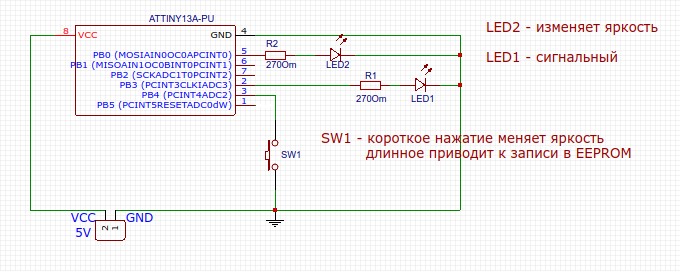 ATTINY13A-PU
8 VCC GND 4
PB0 (MOSIAIN0OC0APCINT0) 5
PB1 (MISOAIN1OC0BINT0PCINT1) 6
PB2 (SCKADC1T0PCINT2) 7
PB3 (PCINT3CLKIADC3) 2
PB4 (PCINT4ADC2) 3
PB5 (PCINT5RESETADC0dW) 1
R2
270Om
LED2
R1
270Om
LED1
LED2 - изменяет яркость
LED1 - сигнальный
SW1 - короткое нажатие меняет яркость
длинное приводит к записи в EEPROM
SW1
VCC GND
5V
2 1